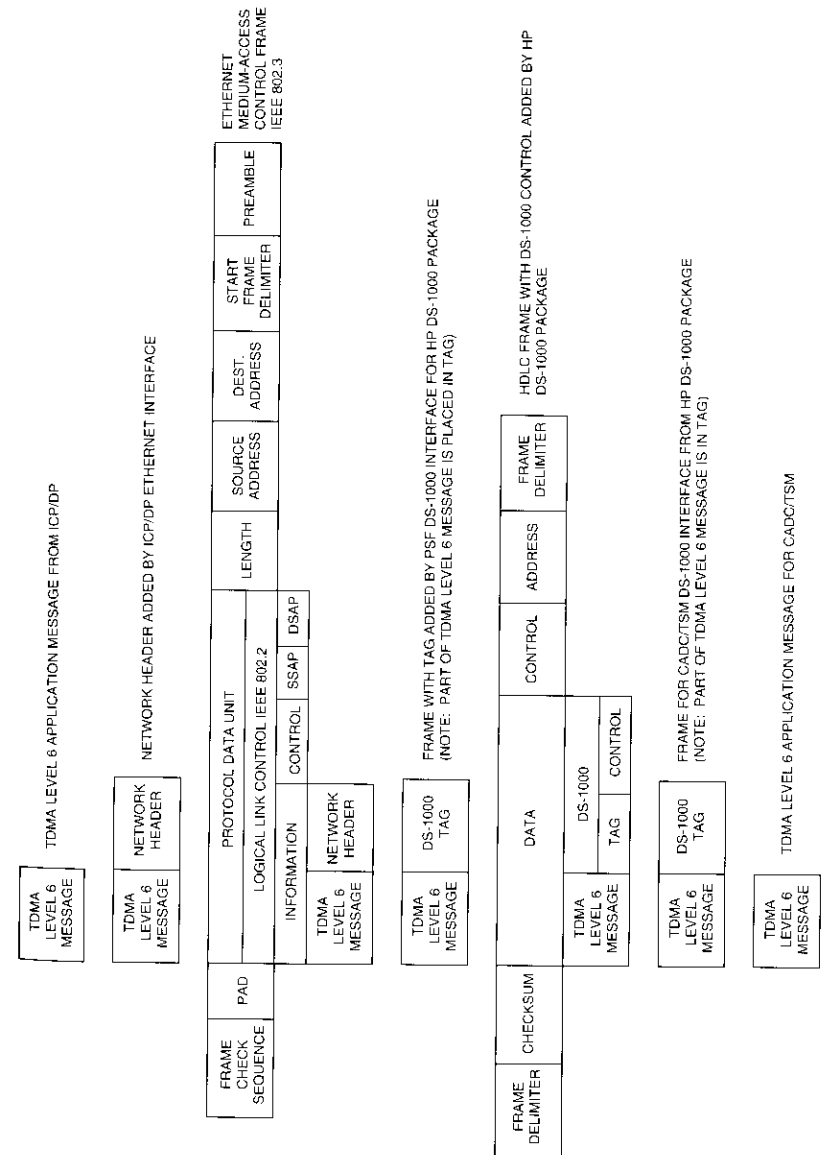 TDMA
LEVEL 6
MESSAGE
TDMA LEVEL 6 APPLICATION MESSAGE FROM ICP/DP
TDMA
LEVEL 6
MESSAGE
NETWORK
HEADER
NETWORK HEADER ADDED BY ICP/DP ETHERNET INTERFACE
FRAME
CHECK
SEQUENCE
PAD
PROTOCOL DATA UNIT
LENGTH
SOURCE
ADDRESS
DEST.
ADDRESS
START
FRAME
DELIMITER
PREAMBLE
ETHERNET
MEDIUM-ACCESS
CONTROL FRAME
IEEE 802.3
LOGICAL LINK CONTROL IEEE 802.2
INFORMATION
CONTROL
SSAP
DSAP
TDMA
LEVEL 6
MESSAGE
NETWORK
HEADER
TDMA
LEVEL 6
MESSAGE
DS-1000
TAG
FRAME WITH TAG ADDED BY PSF DS-1000 INTERFACE FOR HP DS-1000 PACKAGE
(NOTE: PART OF TDMA LEVEL 6 MESSAGE IS PLACED IN TAG)
FRAME
DELIMITER
CHECKSUM
DATA
CONTROL
ADDRESS
FRAME
DELIMITER
HDLC FRAME WITH DS-1000 CONTROL ADDED BY HP
DS-1000 PACKAGE
TDMA
LEVEL 6
MESSAGE
DS-1000
TAG
CONTROL
TDMA
LEVEL 6
MESSAGE
DS-1000
TAG
FRAME FOR CADC/TSM DS-1000 INTERFACE FROM HP DS-1000 PACKAGE
(NOTE: PART OF TDMA LEVEL 6 MESSAGE IS IN TAG)
TDMA
LEVEL 6
MESSAGE
TDMA LEVEL 6 APPLICATION MESSAGE FOR CADC/TSM